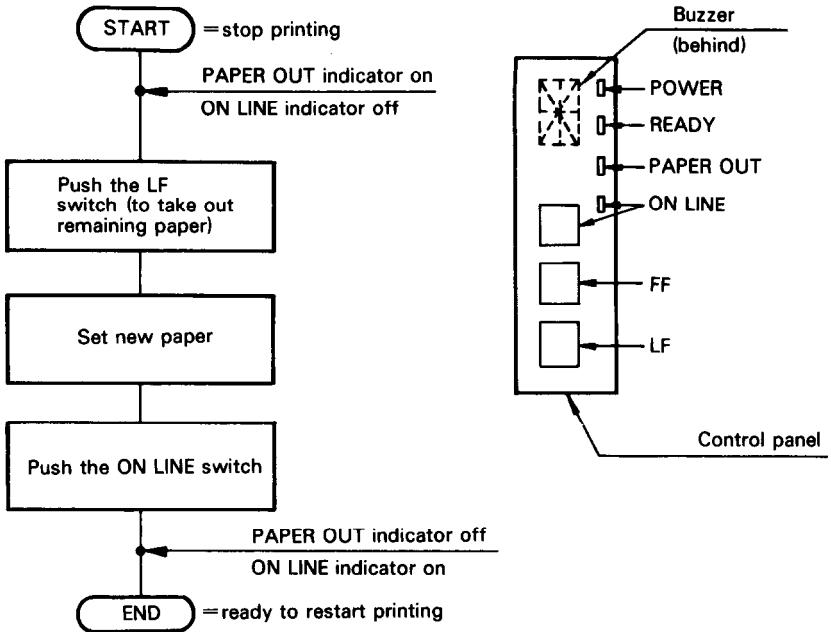 START
=stop printing
PAPER OUT indicator on
ON LINE indicator off
Push the LF
switch (to take out
remaining paper)
Set new paper
Push the ON LINE switch
PAPER OUT indicator off
ON LINE indicator on
END
=ready to restart printing
Buzzer
(behind)
POWER
READY
PAPER OUT
ON LINE
FF
LF
Control panel